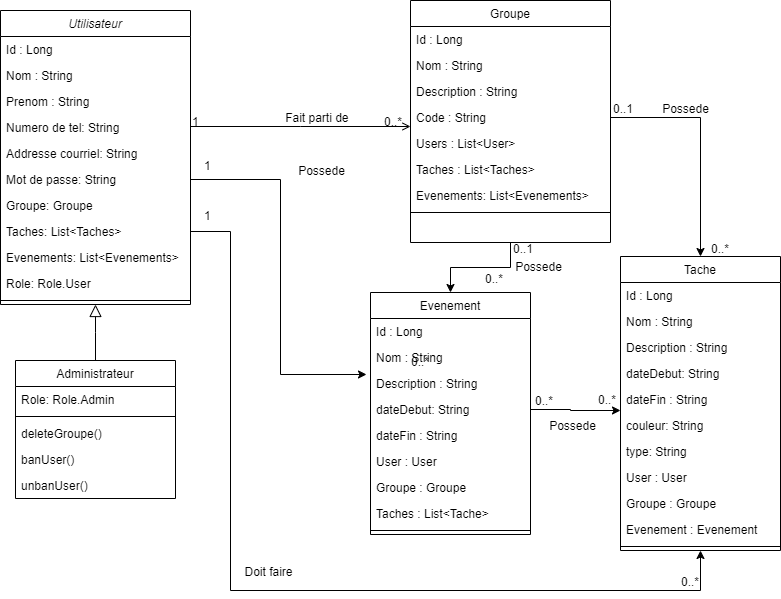 Utilisateur
Id : Long
Nom : String
Prenom : String
Numero de tel: String
Addresse courriel: String
Mot de passe: String
Groupe: Groupe
Taches: List<Taches>
Evenements: List<Evenements>
Role: Role.User
Administrateur
Role: Role.Admin
deleteGroupe()
banUser()
unbanUser()
1
Fait parti de
0..*
1
Possede
0..*
1
Doit faire
0..*
Groupe
Id : Long
Nom : String
Description : String
Code : String
Users : List<User>
Taches : List<Taches>
Evenements: List<Evenements>
0..1
Possede
0..*
0..1
Possede
0..*
Evenement
Id : Long
Nom : String
Description : String
dateDebut: String
dateFin : String
User : User
Groupe : Groupe
Taches : List<Tache>
0..*
0..*
Possede
Tache
Id : Long
Nom : String
Description : String
dateDebut: String
dateFin : String
couleur: String
type: String
User : User
Groupe : Groupe
Evenement : Evenement